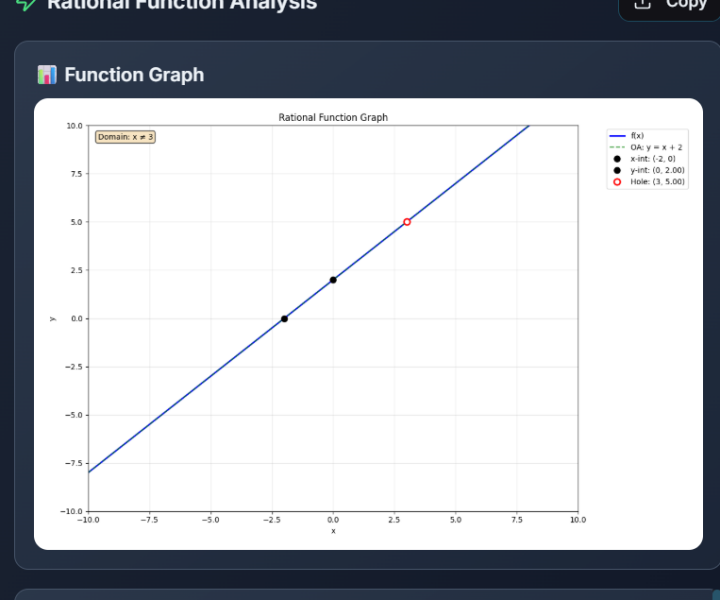 Rational Function Analysis
Copy
📊 Function Graph
Rational Function Graph
Domain: x ≠ 3
f(x)
OA: y = x + 2
x-int: (-2, 0)
y-int: (0, 2.00)
Hole: (3, 5.00)
10.0
7.5
5.0
2.5
0.0
−2.5
−5.0
−7.5
−10.0
y
−10.0 −7.5 −5.0 −2.5 0.0 2.5 5.0 7.5 10.0
x